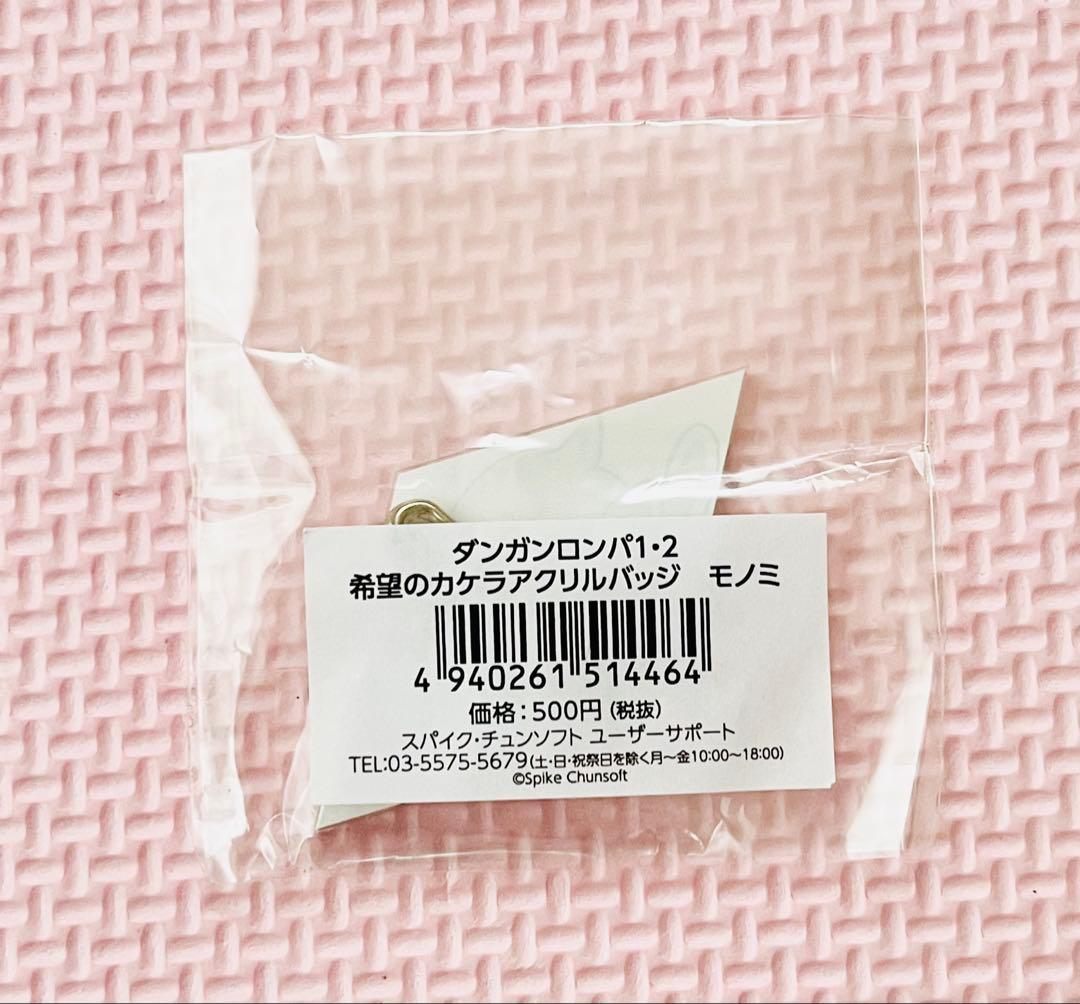 ダンガンロンパ1・2
希望のカケラアクリルバッジ　モノミ
4 940261 514464
価格：500円（税抜）
スパイク・チュンソフト ユーザーサポート
TEL:03-5575-5679（土・日・祝祭日を除く月～金10:00～18:00）
©Spike Chunsoft